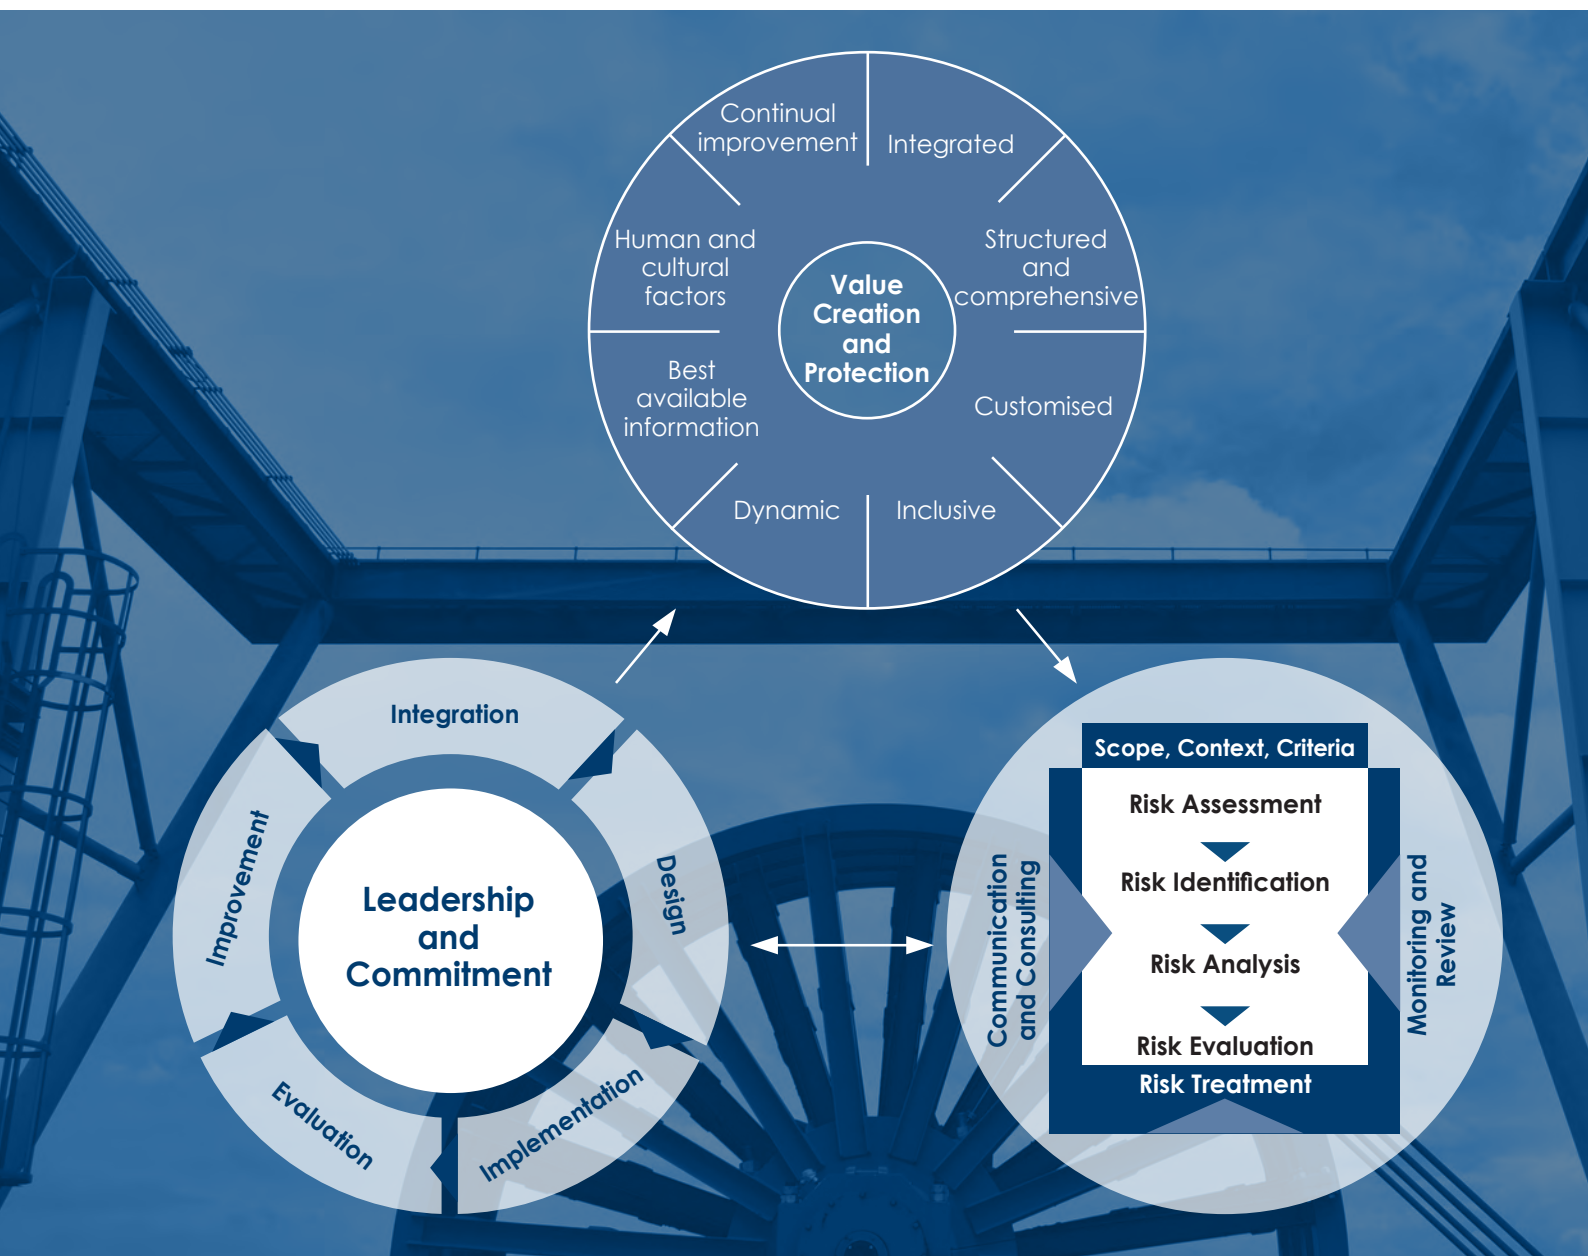 Continual
improvement
Integrated
Human and
cultural
factors
Structured
and
comprehensive
Value
Creation
and
Protection
Best
available
information
Customised
Dynamic
Inclusive
Integration
Design
Implementation
Evaluation
Improvement
Leadership
and
Commitment
Scope, Context, Criteria
Risk Assessment
Risk Identification
Risk Analysis
Risk Evaluation
Risk Treatment
Communication
and Consulting
Monitoring and
Review